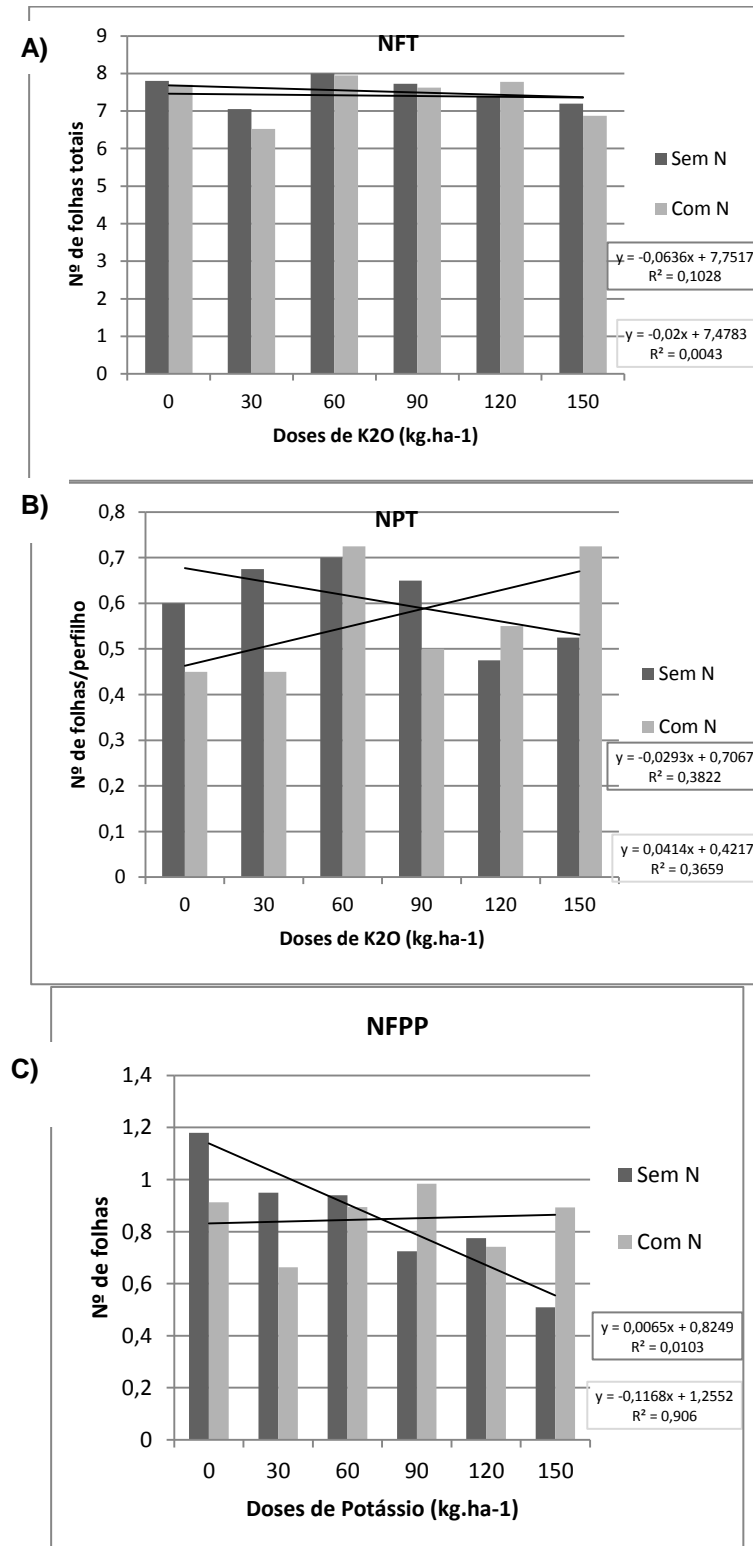 A)
NFT
9
8
7
6
5
4
3
2
1
0
Nº de folhas totais
0 30 60 90 120 150
Doses de K2O (kg.ha-1)
Sem N
Com N
y = -0,0636x + 7,7517
R² = 0,1028
y = -0,02x + 7,4783
R² = 0,0043
B)
NPT
0,8
0,7
0,6
0,5
0,4
0,3
0,2
0,1
0
Nº de folhas/perfilho
0 30 60 90 120 150
Doses de K2O (kg.ha-1)
Sem N
Com N
y = -0,0293x + 0,7067
R² = 0,3822
y = 0,0414x + 0,4217
R² = 0,3659
C)
NFPP
1,4
1,2
1
0,8
0,6
0,4
0,2
0
Nº de folhas
0 30 60 90 120 150
Doses de Potássio (kg.ha-1)
Sem N
Com N
y = 0,0065x + 0,8249
R² = 0,0103
y = -0,1168x + 1,2552
R² = 0,906